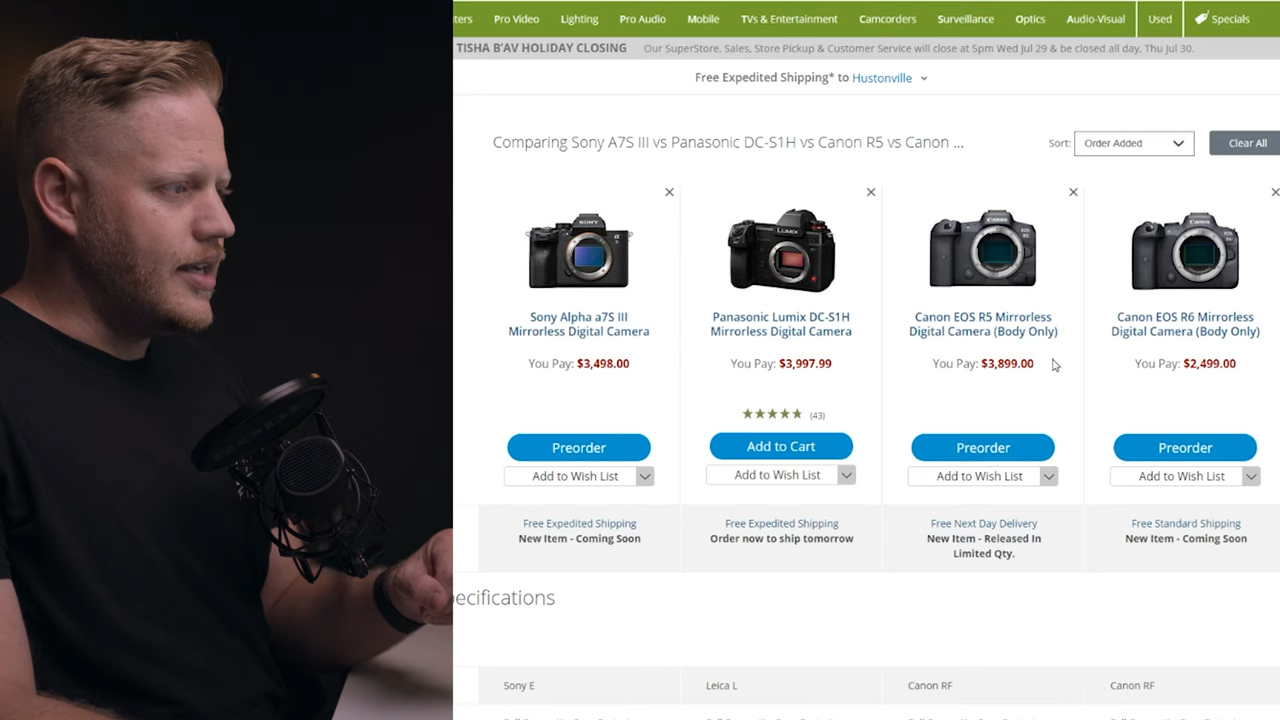 Pro Video Lighting Pro Audio Mobile TVs & Entertainment Camcorders Surveillance Optics Audio-Visual Used Specials
TISHA B'AV HOLIDAY CLOSING Our SuperStore, Sales, Store Pickup & Customer Service will close at 5pm Wed Jul 29 & be closed all day, Thu Jul 30.
Free Expedited Shipping* to Hustonville
Comparing Sony A7S III vs Panasonic DC-S1H vs Canon R5 vs Canon ...
Sort: Order Added Clear All
SONY
LUMIX
Canon
Canon
Sony Alpha a7S III
Mirrorless Digital Camera
You Pay: $3,498.00
Preorder
Add to Wish List
Free Expedited Shipping
New Item - Coming Soon
Panasonic Lumix DC-S1H
Mirrorless Digital Camera
You Pay: $3,997.99
(43)
Add to Cart
Add to Wish List
Free Expedited Shipping
Order now to ship tomorrow
Canon EOS R5 Mirrorless
Digital Camera (Body Only)
You Pay: $3,899.00
Preorder
Add to Wish List
Free Next Day Delivery
New Item - Released In
Limited Qty.
Canon EOS R6 Mirrorless
Digital Camera (Body Only)
You Pay: $2,499.00
Preorder
Add to Wish List
Free Standard Shipping
New Item - Coming Soon
ecifications
Sony E
Leica L
Canon RF
Canon RF